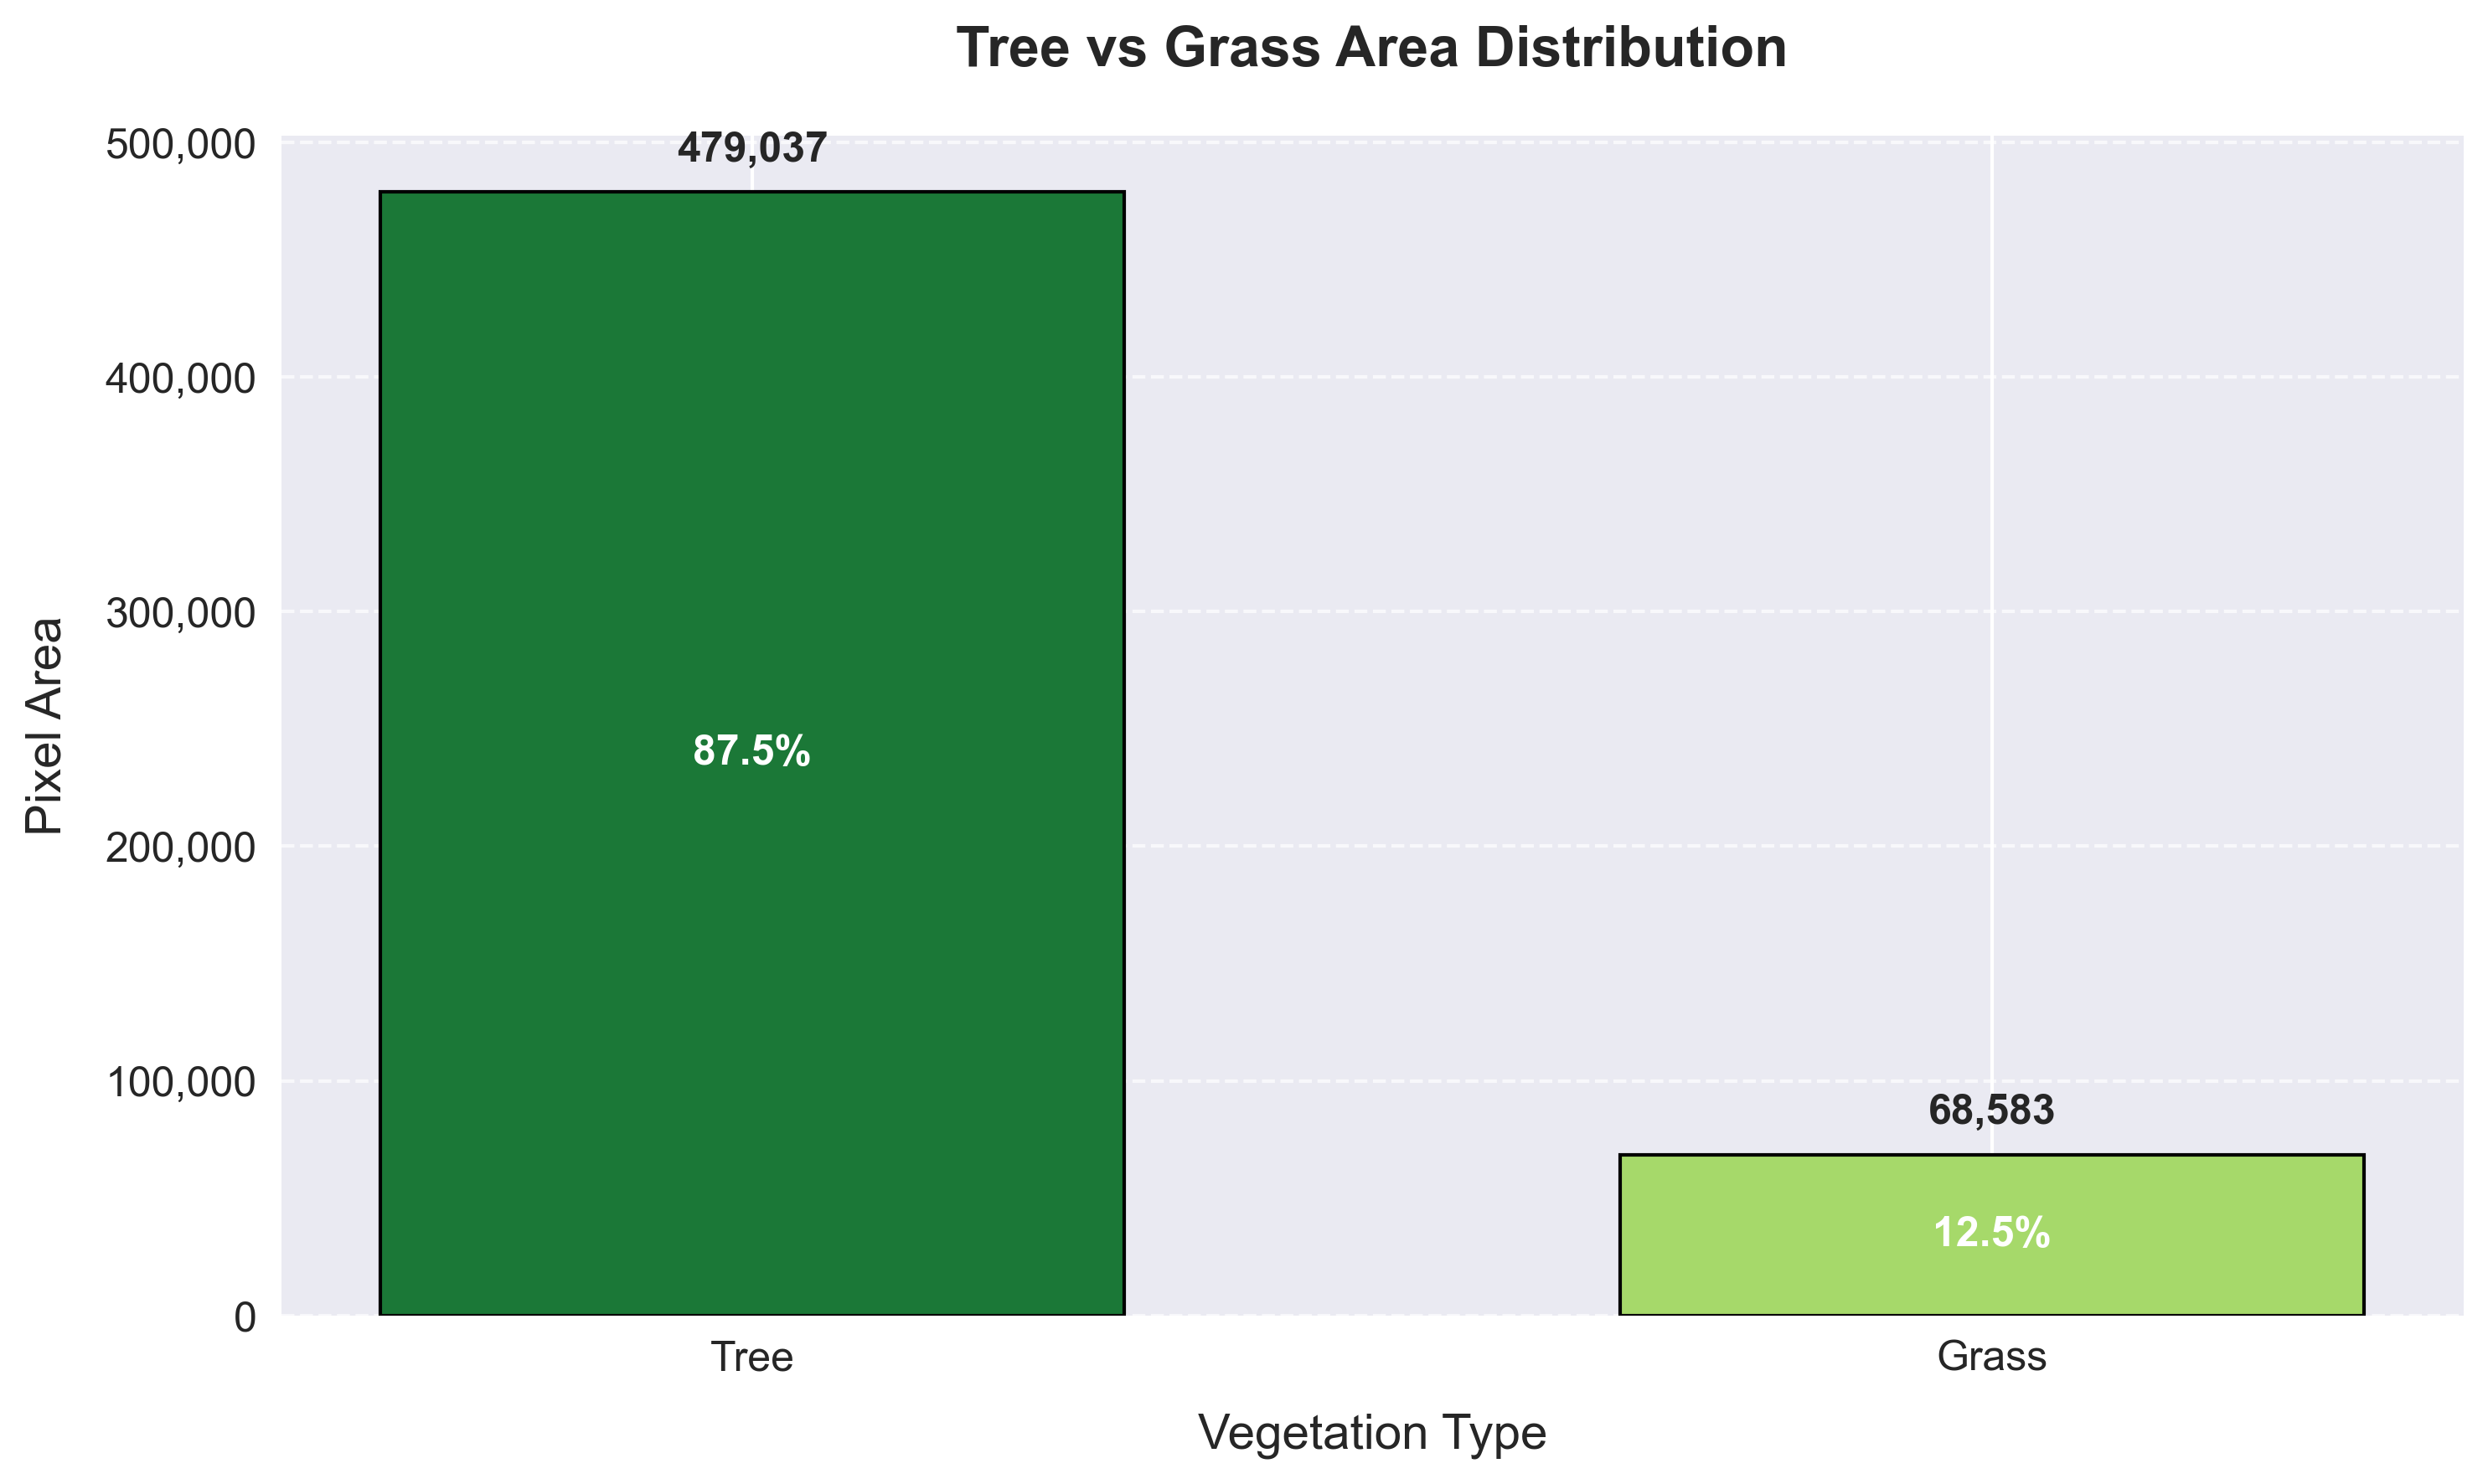 Tree vs Grass Area Distribution
500,000
400,000
300,000
200,000
100,000
0
Pixel Area
479,037
87.5%
68,583
12.5%
Tree
Grass
Vegetation Type